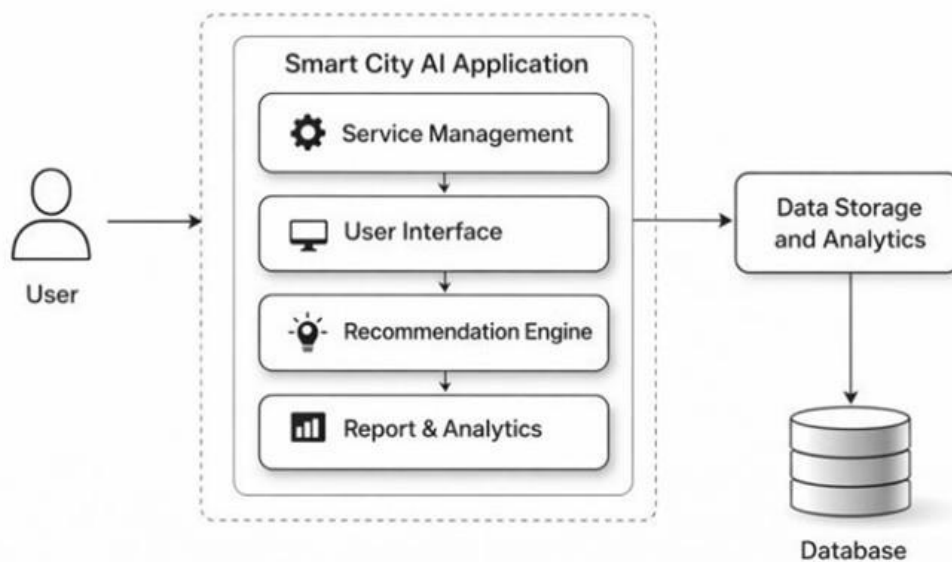 Smart City AI Application
Service Management
User Interface
Recommendation Engine
Report & Analytics
User
Data Storage
and Analytics
Database